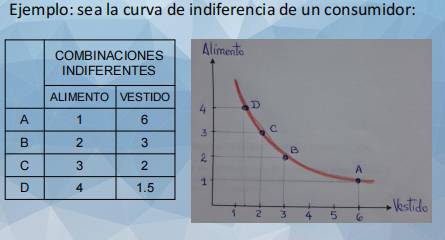 Ejemplo: sea la curva de indiferencia de un consumidor:
COMBINACIONES
INDIFERENTES
ALIMENTO VESTIDO
A 1 6
B 2 3
C 3 2
D 4 1.5
Alimento
4 D
3 C
2 B
1 A
1 2 3 4 5 6 Vestido